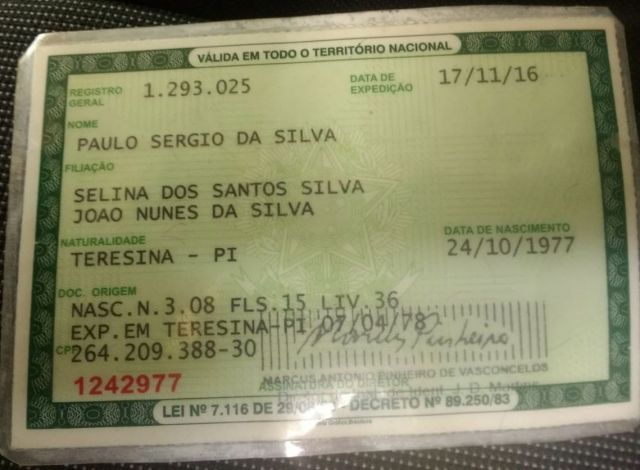 VÁLIDA EM TODO O TERRITÓRIO NACIONAL
REGISTRO GERAL 1.293.025 DATA DE EXPEDIÇÃO 17/11/16
NOME
PAULO SERGIO DA SILVA
FILIAÇÃO
SELINA DOS SANTOS SILVA
JOAO NUNES DA SILVA
NATURALIDADE DATA DE NASCIMENTO
TERESINA - PI 24/10/1977
DOC. ORIGEM
NASC.N.3.08 FLS.15 LIV.36
EXP.EM TERESINA-PI 07/04/78
CPF 264.209.388-30
MARCUS ANTONIO PINHEIRO DE VASCONCELOS
1242977 ASSINATURA DO DIRETOR
LEI Nº 7.116 DE 29/08/83 - DECRETO Nº 89.250/83